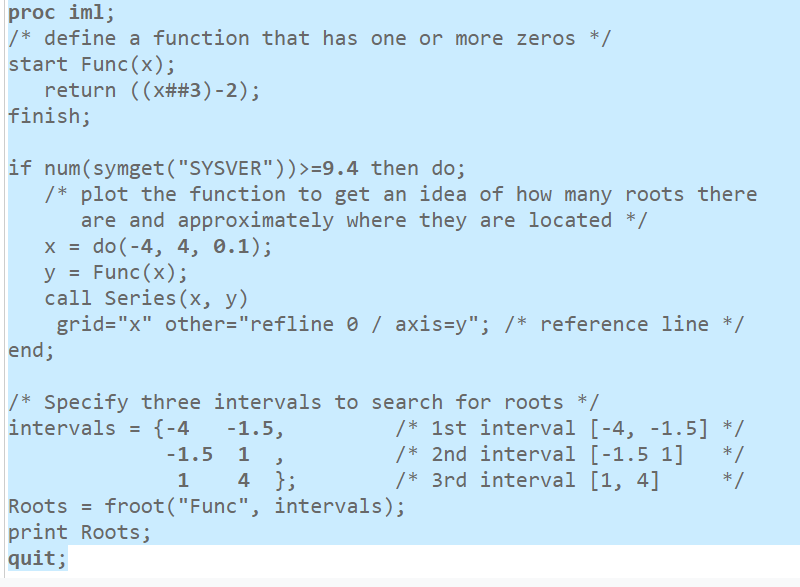 proc iml;
/* define a function that has one or more zeros */
start Func(x);
   return ((x##3)-2);
finish;

if num(symget("SYSVER"))>=9.4 then do;
   /* plot the function to get an idea of how many roots there
      are and approximately where they are located */
   x = do(-4, 4, 0.1);
   y = Func(x);
   call Series(x, y)
    grid="x" other="refline 0 / axis=y"; /* reference line */
end;

/* Specify three intervals to search for roots */
intervals = {-4   -1.5,         /* 1st interval [-4, -1.5] */
             -1.5  1  ,         /* 2nd interval [-1.5 1]   */
              1    4  };        /* 3rd interval [1, 4]     */
Roots = froot("Func", intervals);
print Roots;
quit;